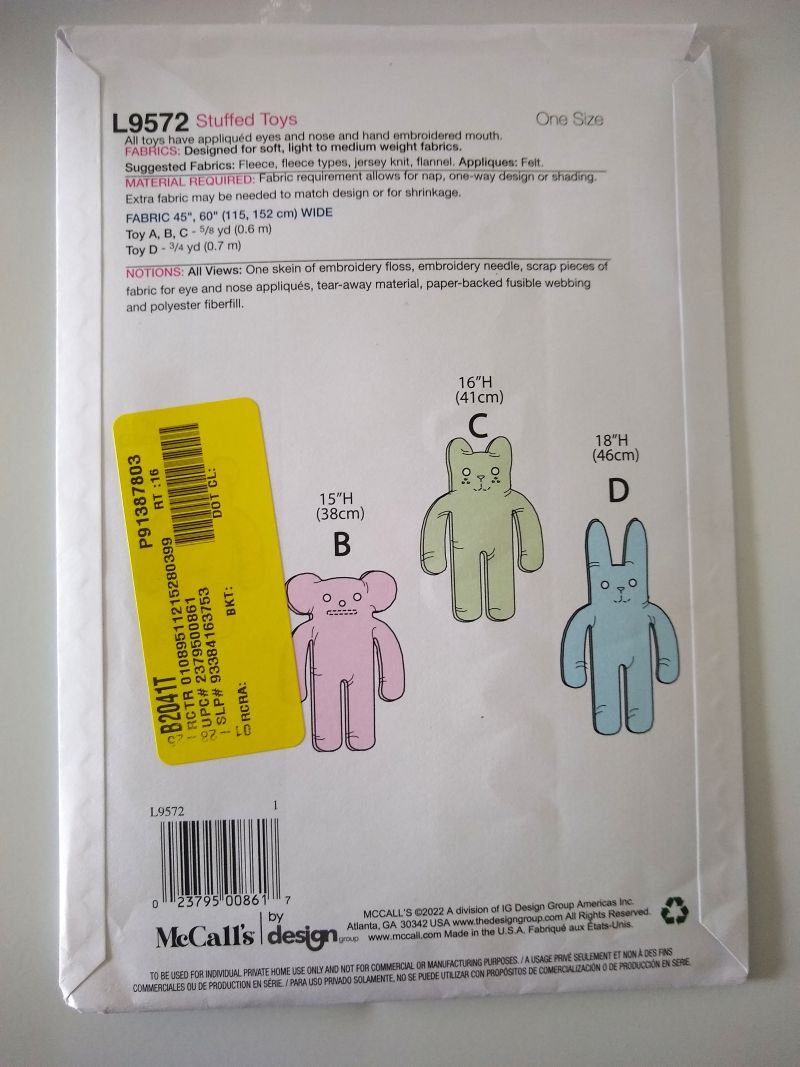 L9572 Stuffed Toys One Size
All toys have appliquéd eyes and nose and hand embroidered mouth.
FABRICS: Designed for soft, light to medium weight fabrics.
Suggested Fabrics: Fleece, fleece types, jersey knit, flannel. Appliques: Felt.
MATERIAL REQUIRED: Fabric requirement allows for nap, one-way design or shading.
Extra fabric may be needed to match design or for shrinkage.
FABRIC 45", 60" (115, 152 cm) WIDE
Toy A, B, C - 5/8 yd (0.6 m)
Toy D - 3/4 yd (0.7 m)
NOTIONS: All Views: One skein of embroidery floss, embroidery needle, scrap pieces of
fabric for eye and nose appliqués, tear-away material, paper-backed fusible webbing
and polyester fiberfill.
16"H
(41cm)
C
18"H
(46cm)
D
15"H
(38cm)
B
P91387803
RT :16
DOT CL:
B2041T
RCTR 0108951121528039​9
UPC# 2379500861
SLP# 93384163753
BKT:
RCRA:
L9572 1
0 23795 00861 7
McCall's by design group
MCCALL'S ©2022 A division of IG Design Group Americas Inc.
Atlanta, GA 30342 USA www.thedesigngroup.com All Rights Reserved.
www.mccall.com Made in the U.S.A. Fabriqué aux États-Unis.
TO BE USED FOR INDIVIDUAL PRIVATE HOME USE ONLY AND NOT FOR COMMERCIAL OR MANUFACTURING PURPOSES. / A USAGE PRIVÉ SEULEMENT ET NON À DES FINS
COMMERCIALES OU DE PRODUCTION EN SÉRIE. / PARA USO PRIVADO SOLAMENTE, NO SE PUEDE UTILIZAR CON PROPÓSITOS DE COMERCIALIZACIÓN O DE PRODUCCIÓN EN SERIE.